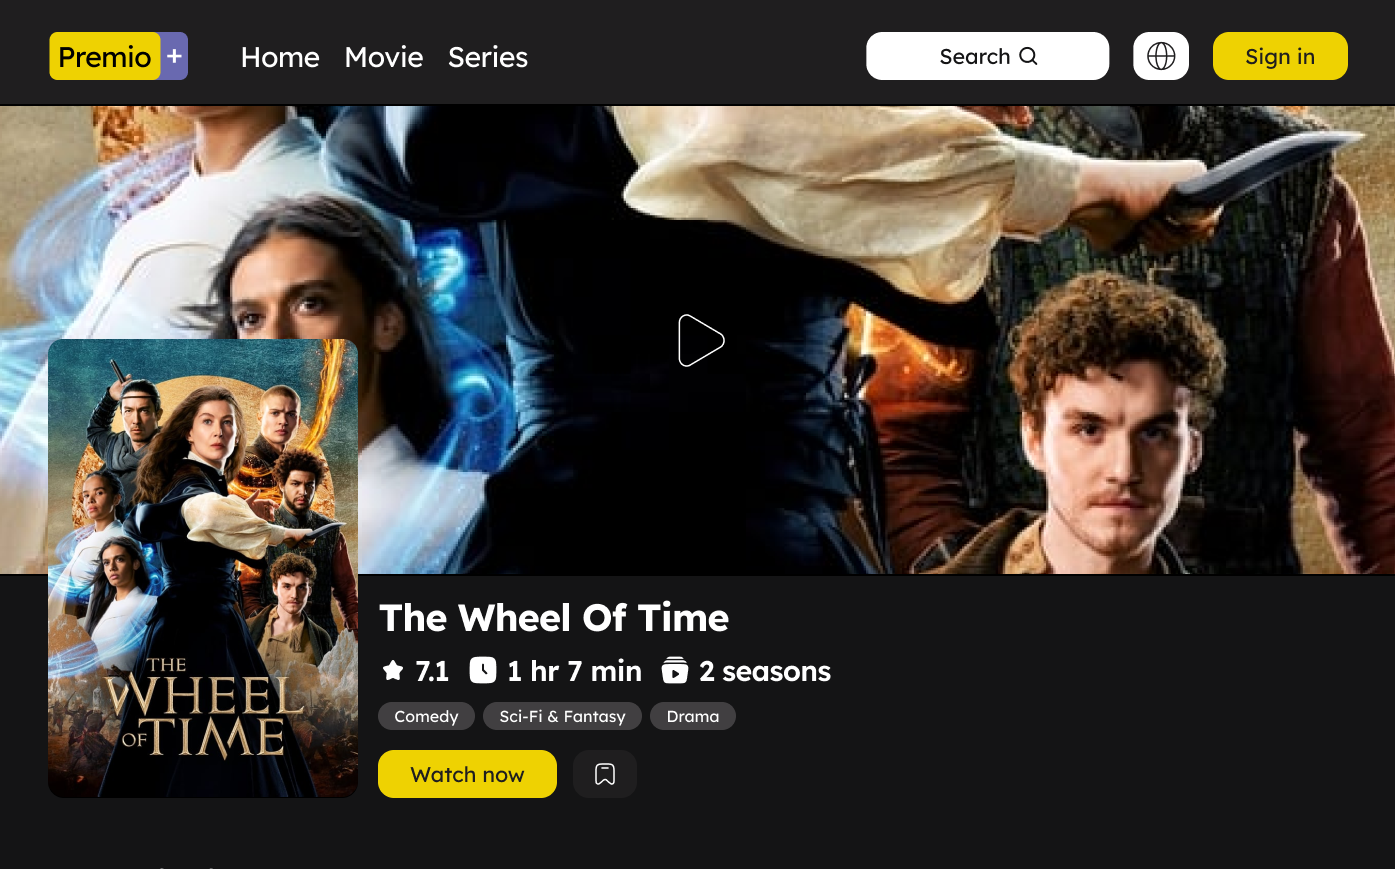 Premio +
Home Movie Series
Search
Sign in
THE
WHEEL
OF TIME
The Wheel Of Time
7.1 1 hr 7 min 2 seasons
Comedy Sci-Fi & Fantasy Drama
Watch now